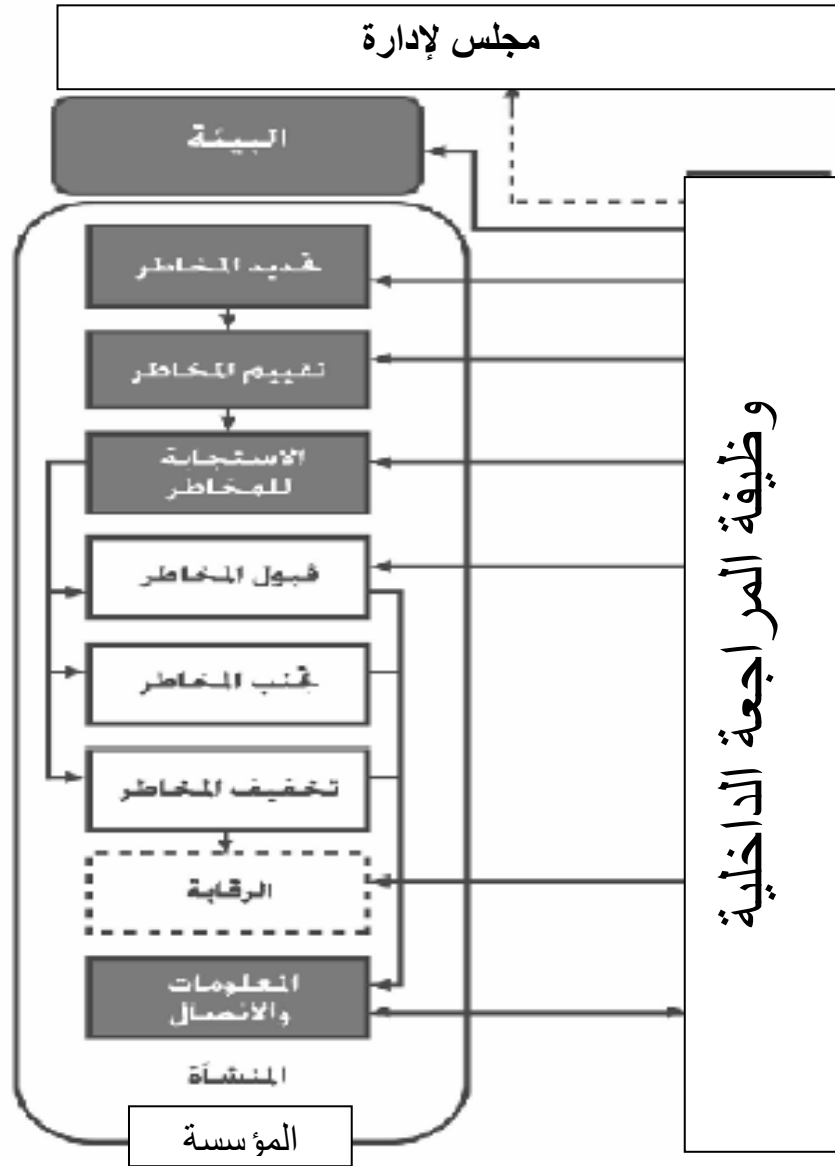 مجلس لإدارة
البيئة
تحديد المخاطر
تقييم المخاطر
الاستجابة
للمخاطر
قبول المخاطر
تجنب المخاطر
تخفيف المخاطر
الرقابة
المعلومات
والاتصال
المنشأة
المؤسسة
وظيفة المراجعة الداخلية